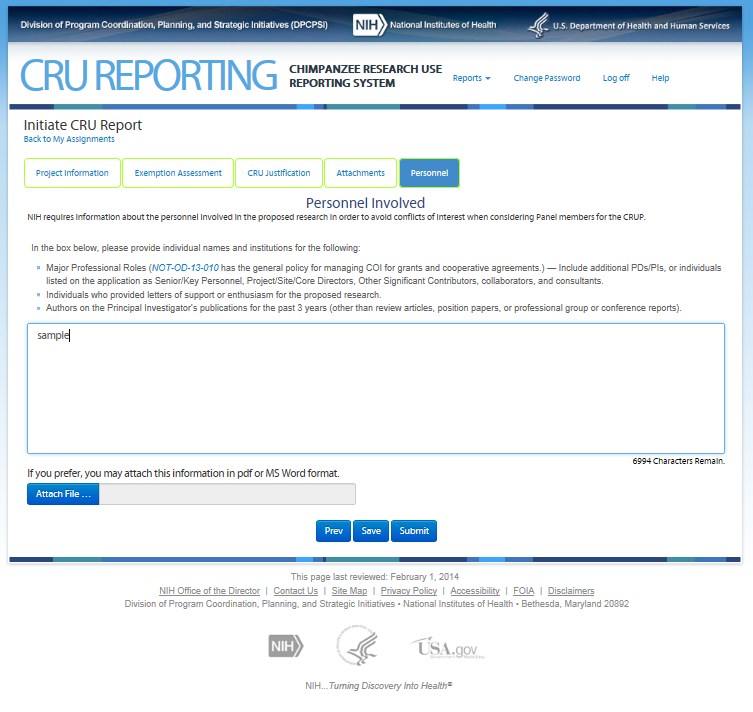 Division of Program Coordination, Planning, and Strategic Initiatives (DPCPSI)
NIH National Institutes of Health
U.S. Department of Health and Human Services
CRU REPORTING
CHIMPANZEE RESEARCH USE
REPORTING SYSTEM
Reports Change Password Log off Help
Initiate CRU Report
Back to My Assignments
Project Information Exemption Assessment CRU Justification Attachments Personnel
Personnel Involved
NIH requires information about the personnel involved in the proposed research in order to avoid conflicts of interest when considering Panel members for the CRUP.
In the box below, please provide individual names and institutions for the following:
Major Professional Roles (NOT-OD-13-010 has the general policy for managing COI for grants and cooperative agreements.) — Include additional PDs/PIs, or individuals
listed on the application as Senior/Key Personnel, Project/Site/Core Directors, Other Significant Contributors, collaborators, and consultants.
Individuals who provided letters of support or enthusiasm for the proposed research.
Authors on the Principal Investigator's publications for the past 3 years (other than review articles, position papers, or professional group or conference reports).
sample
6994 Characters Remain.
If you prefer, you may attach this information in pdf or MS Word format.
Attach File ...
Prev Save Submit
This page last reviewed: February 1, 2014
NIH Office of the Director | Contact Us | Site Map | Privacy Policy | Accessibility | FOIA | Disclaimers
Division of Program Coordination, Planning, and Strategic Initiatives • National Institutes of Health • Bethesda, Maryland 20892
NIH USA.gov
NIH...Turning Discovery Into Health®